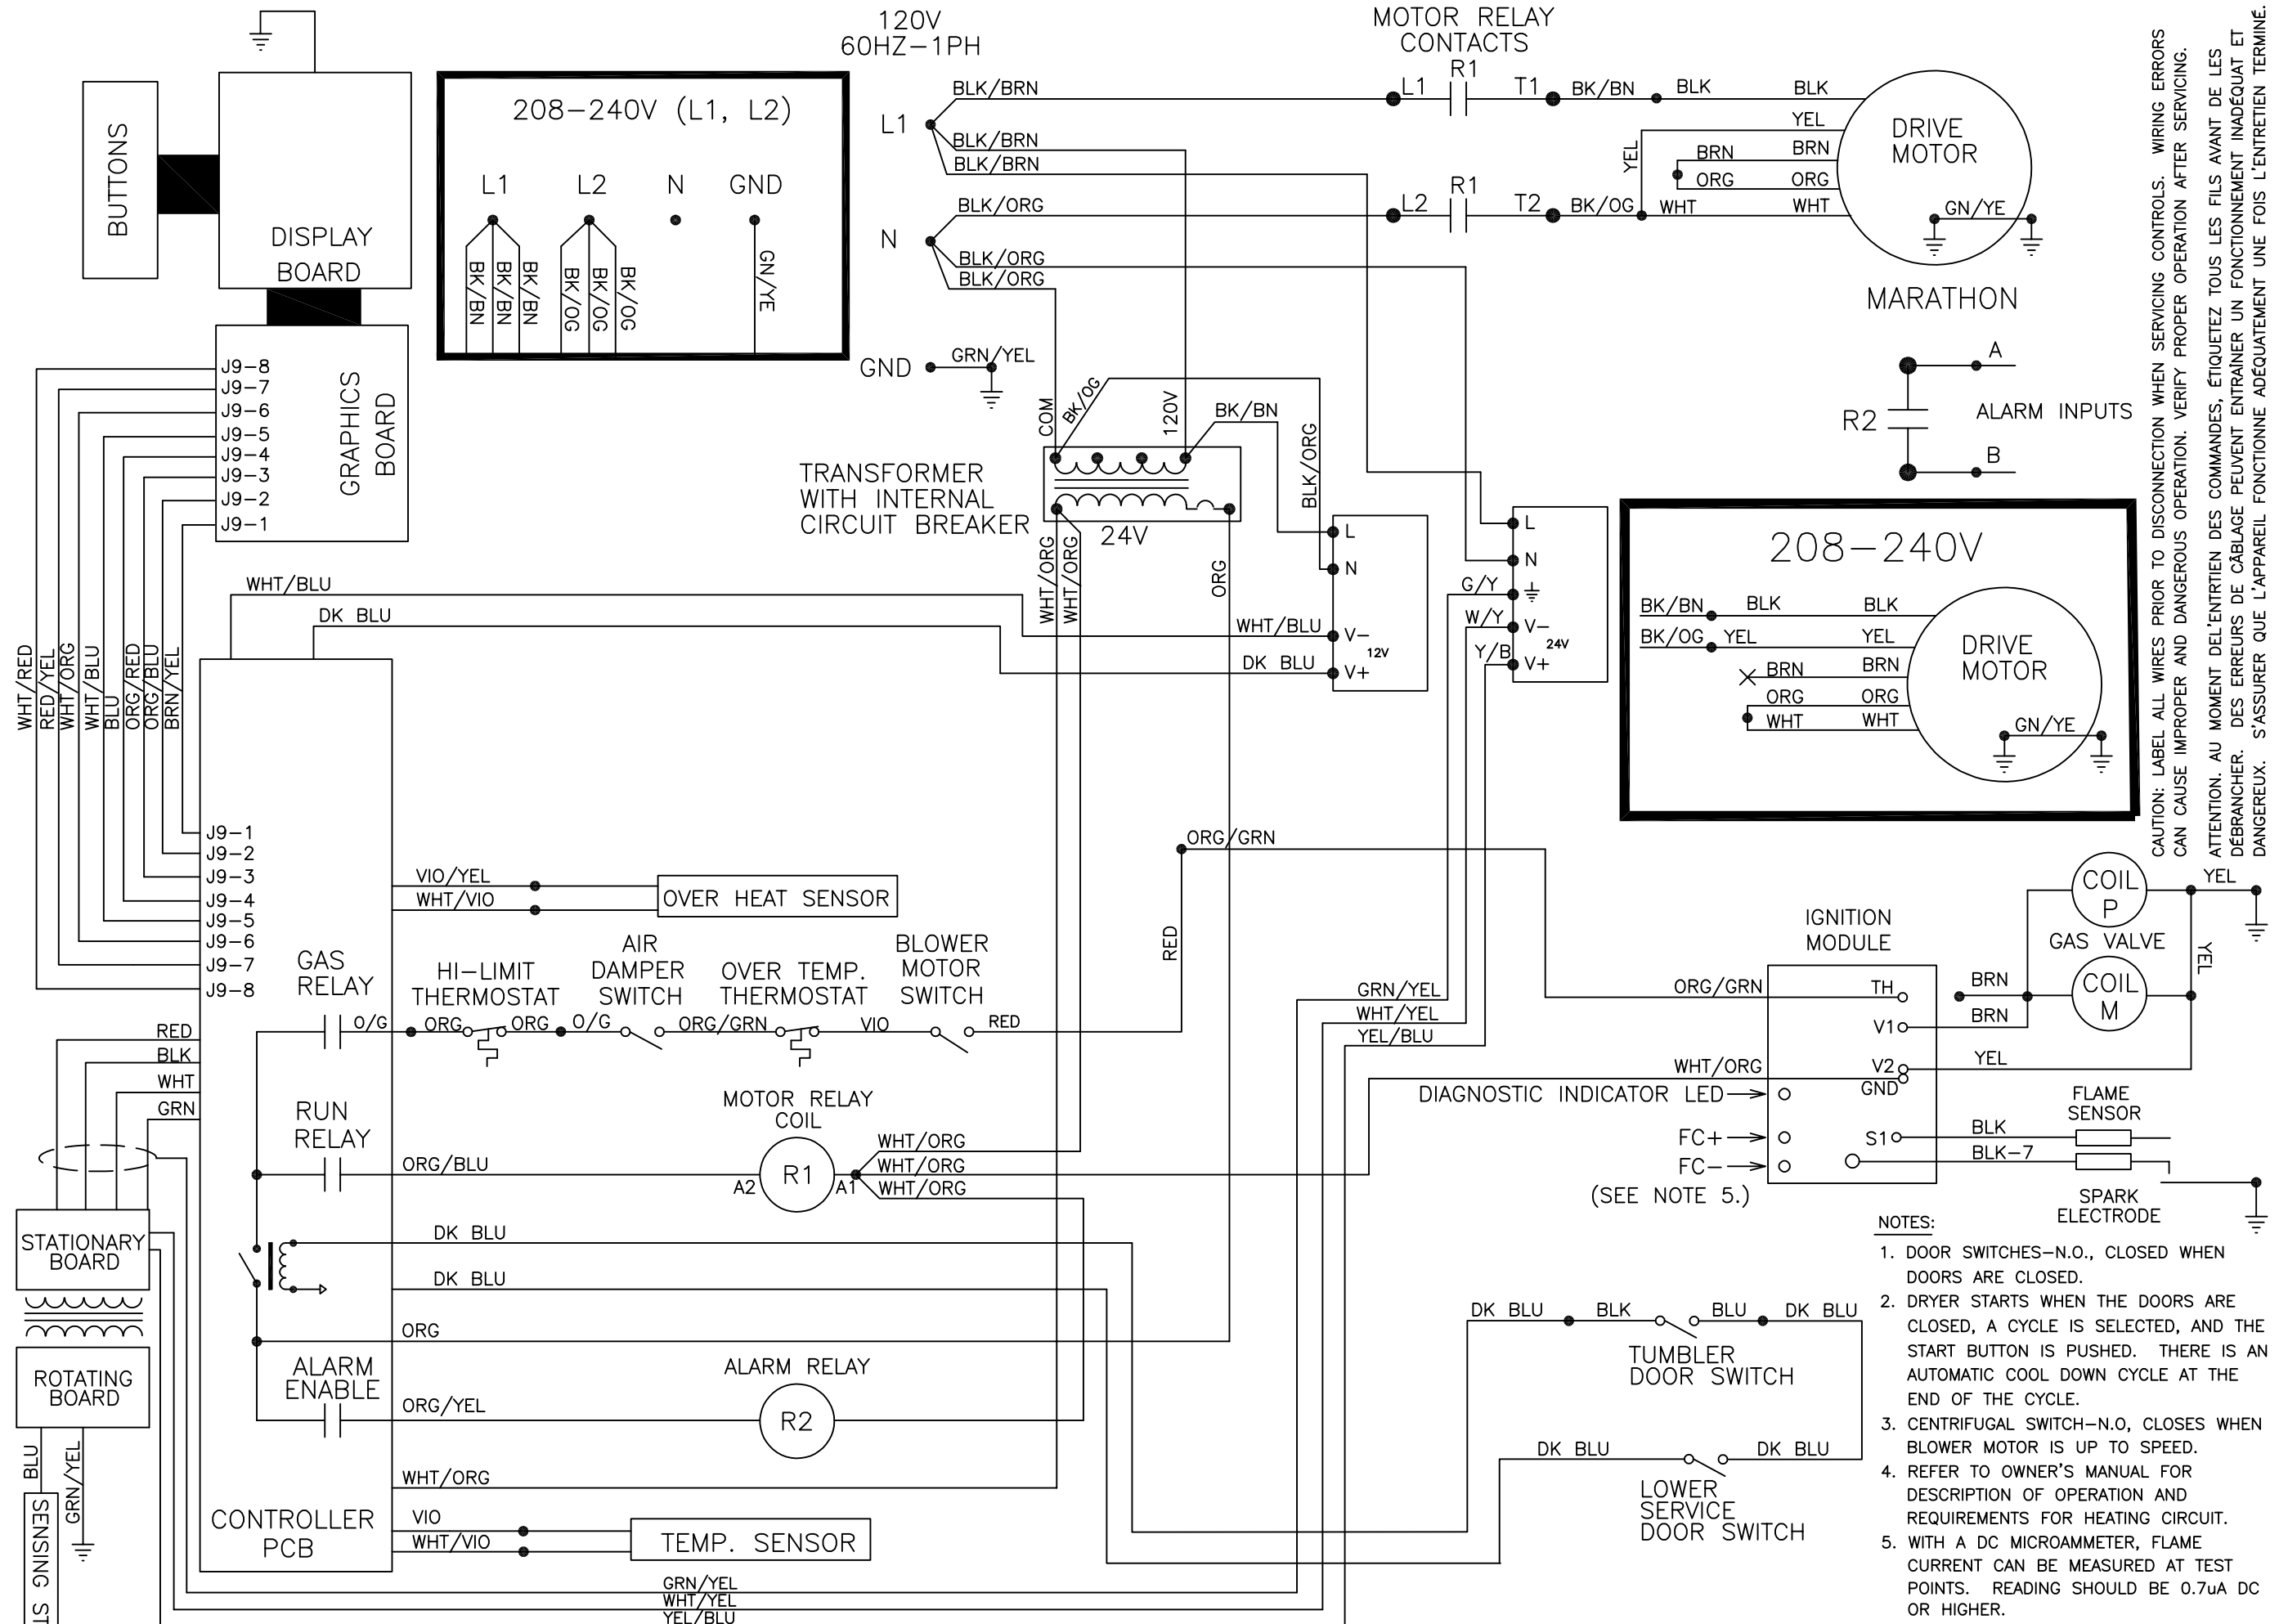 120V
60HZ-1PH
MOTOR RELAY
CONTACTS
BUTTONS
DISPLAY
BOARD
208-240V (L1, L2)
L1 L2 N GND
BK/BN BK/BN BK/BN BK/OG BK/OG BK/OG GN/YE
L1
BLK/BRN
BLK/BRN
BLK/BRN
N
BLK/ORG
BLK/ORG
BLK/ORG
GND GRN/YEL
L1 R1 T1 BK/BN BLK BLK
YEL YEL
BRN BRN
ORG ORG
L2 R1 T2 BK/OG WHT WHT
DRIVE
MOTOR
GN/YE
MARATHON
A
R2 ALARM INPUTS
B
CAUTION: LABEL ALL WIRES PRIOR TO DISCONNECTION WHEN SERVICING CONTROLS. WIRING ERRORS
CAN CAUSE IMPROPER AND DANGEROUS OPERATION. VERIFY PROPER OPERATION AFTER SERVICING.
ATTENTION. AU MOMENT DEL'ENTRETIEN DES COMMANDES, ÉTIQUETEZ TOUS LES FILS AVANT DE LES
DÉBRANCHER. DES ERREURS DE CÂBLAGE PEUVENT ENTRAÎNER UN FONCTIONNEMENT INADÉQUAT ET
DANGEREUX. S'ASSURER QUE L'APPAREIL FONCTIONNE ADÉQUATEMENT UNE FOIS L'ENTRETIEN TERMINÉ.
J9-8
J9-7
J9-6
J9-5
J9-4
J9-3
J9-2
J9-1
GRAPHICS
BOARD
COM BK/OG 120V BK/BN BLK/ORG
TRANSFORMER
WITH INTERNAL
CIRCUIT BREAKER
24V
WHT/ORG WHT/ORG ORG
L
N
WHT/BLU V-
12V
DK BLU V+
L
N
G/Y
W/Y V-
24V
Y/B V+
WHT/BLU
DK BLU
208-240V
BK/BN BLK BLK
BK/OG YEL YEL
BRN BRN
ORG ORG
WHT WHT
DRIVE
MOTOR
GN/YE
WHT/RED RED/YEL WHT/ORG WHT/BLU BLU ORG/RED ORG/BLU BRN/YEL
J9-1
J9-2
J9-3
J9-4
J9-5
J9-6
J9-7
J9-8
RED
BLK
WHT
GRN
VIO/YEL
WHT/VIO
OVER HEAT SENSOR
GAS
RELAY
HI-LIMIT
THERMOSTAT
AIR
DAMPER
SWITCH
OVER TEMP.
THERMOSTAT
BLOWER
MOTOR
SWITCH
O/G ORG ORG O/G ORG/GRN VIO RED
RED
ORG/GRN
GRN/YEL
WHT/YEL
YEL/BLU
IGNITION
MODULE
ORG/GRN TH
V1
WHT/ORG V2
GND
DIAGNOSTIC INDICATOR LED
FC+ S1
FC-
(SEE NOTE 5.)
COIL
P
GAS VALVE
COIL
M
YEL
YEL
BRN
BRN
YEL
FLAME
SENSOR
BLK
BLK-7
SPARK
ELECTRODE
RUN
RELAY
MOTOR RELAY
COIL
ORG/BLU A2 R1 A1
WHT/ORG
WHT/ORG
WHT/ORG
DK BLU
DK BLU
ORG
ALARM
ENABLE
ALARM RELAY
ORG/YEL R2
WHT/ORG
CONTROLLER
PCB
VIO
WHT/VIO
TEMP. SENSOR
GRN/YEL
WHT/YEL
YEL/BLU
STATIONARY
BOARD
ROTATING
BOARD
BLU GRN/YEL
SENSING ST
DK BLU BLK BLU DK BLU
TUMBLER
DOOR SWITCH
DK BLU DK BLU
LOWER
SERVICE
DOOR SWITCH
NOTES:
1. DOOR SWITCHES-N.O., CLOSED WHEN
DOORS ARE CLOSED.
2. DRYER STARTS WHEN THE DOORS ARE
CLOSED, A CYCLE IS SELECTED, AND THE
START BUTTON IS PUSHED. THERE IS AN
AUTOMATIC COOL DOWN CYCLE AT THE
END OF THE CYCLE.
3. CENTRIFUGAL SWITCH-N.O, CLOSES WHEN
BLOWER MOTOR IS UP TO SPEED.
4. REFER TO OWNER'S MANUAL FOR
DESCRIPTION OF OPERATION AND
REQUIREMENTS FOR HEATING CIRCUIT.
5. WITH A DC MICROAMMETER, FLAME
CURRENT CAN BE MEASURED AT TEST
POINTS. READING SHOULD BE 0.7uA DC
OR HIGHER.